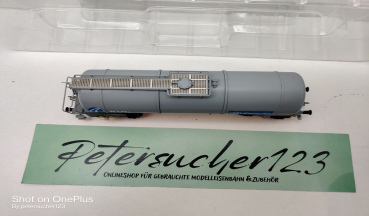 Petersucher123
ONLINESHOP FÜR GEBRAUCHTE MODELLEISENBAHN & ZUBEHÖR
Shot on OnePlus
By petersucher123